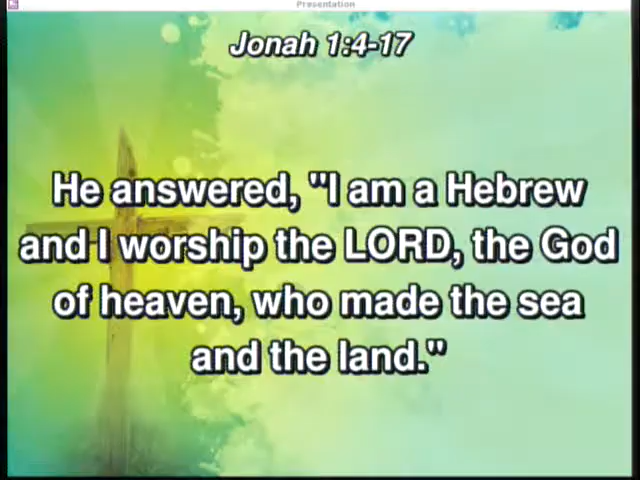 Presentation
Jonah 1:4-17
He answered, "I am a Hebrew
and I worship the LORD, the God
of heaven, who made the sea
and the land."